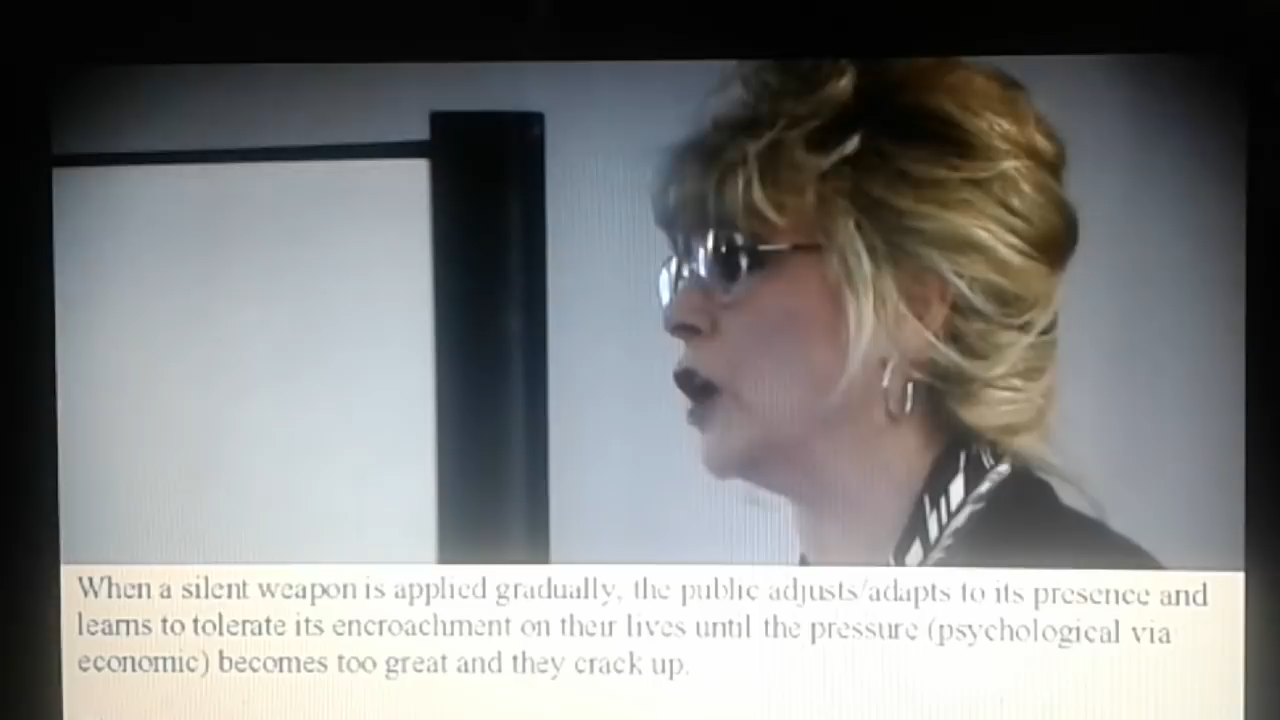 When a silent weapon is applied gradually, the public adjusts/adapts to its presence and
learns to tolerate its encroachment on their lives until the pressure (psychological via
economic) becomes too great and they crack up.